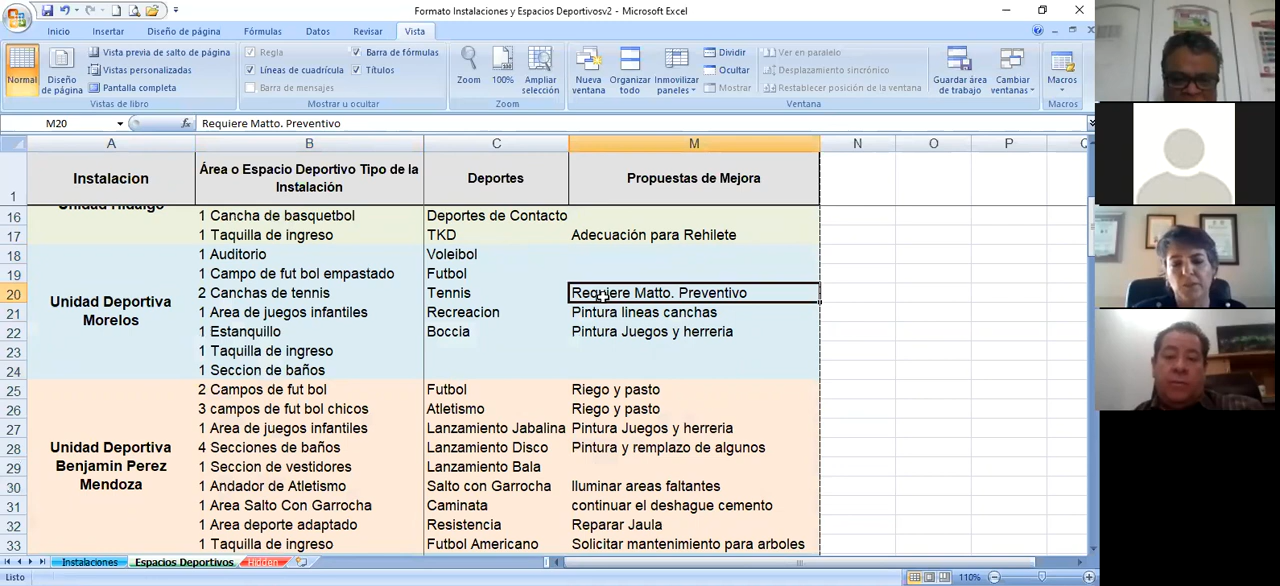 Formato Instalaciones y Espacios Deportivosv2 - Microsoft Excel
Inicio Insertar Diseño de página Fórmulas Datos Revisar Vista
Normal
Diseño de página
Vista previa de salto de página
Vistas personalizadas
Pantalla completa
Vistas de libro
Regla
Líneas de cuadrícula
Barra de mensajes
Barra de fórmulas
Títulos
Mostrar u ocultar
Zoom
100%
Ampliar selección
Zoom
Nueva ventana
Organizar todo
Inmovilizar paneles
Dividir
Ocultar
Mostrar
Ver en paralelo
Desplazamiento sincrónico
Restablecer posición de la ventana
Ventana
Guardar área de trabajo
Cambiar ventanas
Macros
Macros
M20 fx Requiere Matto. Preventivo
A B C M N O P Q
1 Instalacion Área o Espacio Deportivo Tipo de la Instalación Deportes Propuestas de Mejora
Unidad Hidalgo
16 1 Cancha de basquetbol Deportes de Contacto
17 1 Taquilla de ingreso TKD Adecuación para Rehilete
Unidad Deportiva Morelos
18 1 Auditorio Voleibol
19 1 Campo de fut bol empastado Futbol
20 2 Canchas de tennis Tennis Requiere Matto. Preventivo
21 1 Area de juegos infantiles Recreacion Pintura lineas canchas
22 1 Estanquillo Boccia Pintura Juegos y herreria
23 1 Taquilla de ingreso
24 1 Seccion de baños
Unidad Deportiva Benjamin Perez Mendoza
25 2 Campos de fut bol Futbol Riego y pasto
26 3 campos de fut bol chicos Atletismo Riego y pasto
27 1 Area de juegos infantiles Lanzamiento Jabalina Pintura Juegos y herreria
28 4 Secciones de baños Lanzamiento Disco Pintura y remplazo de algunos
29 1 Seccion de vestidores Lanzamiento Bala
30 1 Andador de Atletismo Salto con Garrocha Iluminar areas faltantes
31 1 Area Salto Con Garrocha Caminata continuar el deshague cemento
32 1 Area deporte adaptado Resistencia Reparar Jaula
33 1 Taquilla de ingreso Futbol Americano Solicitar mantenimiento para arboles
Instalaciones Espacios Deportivos Hidden
Listo 110%